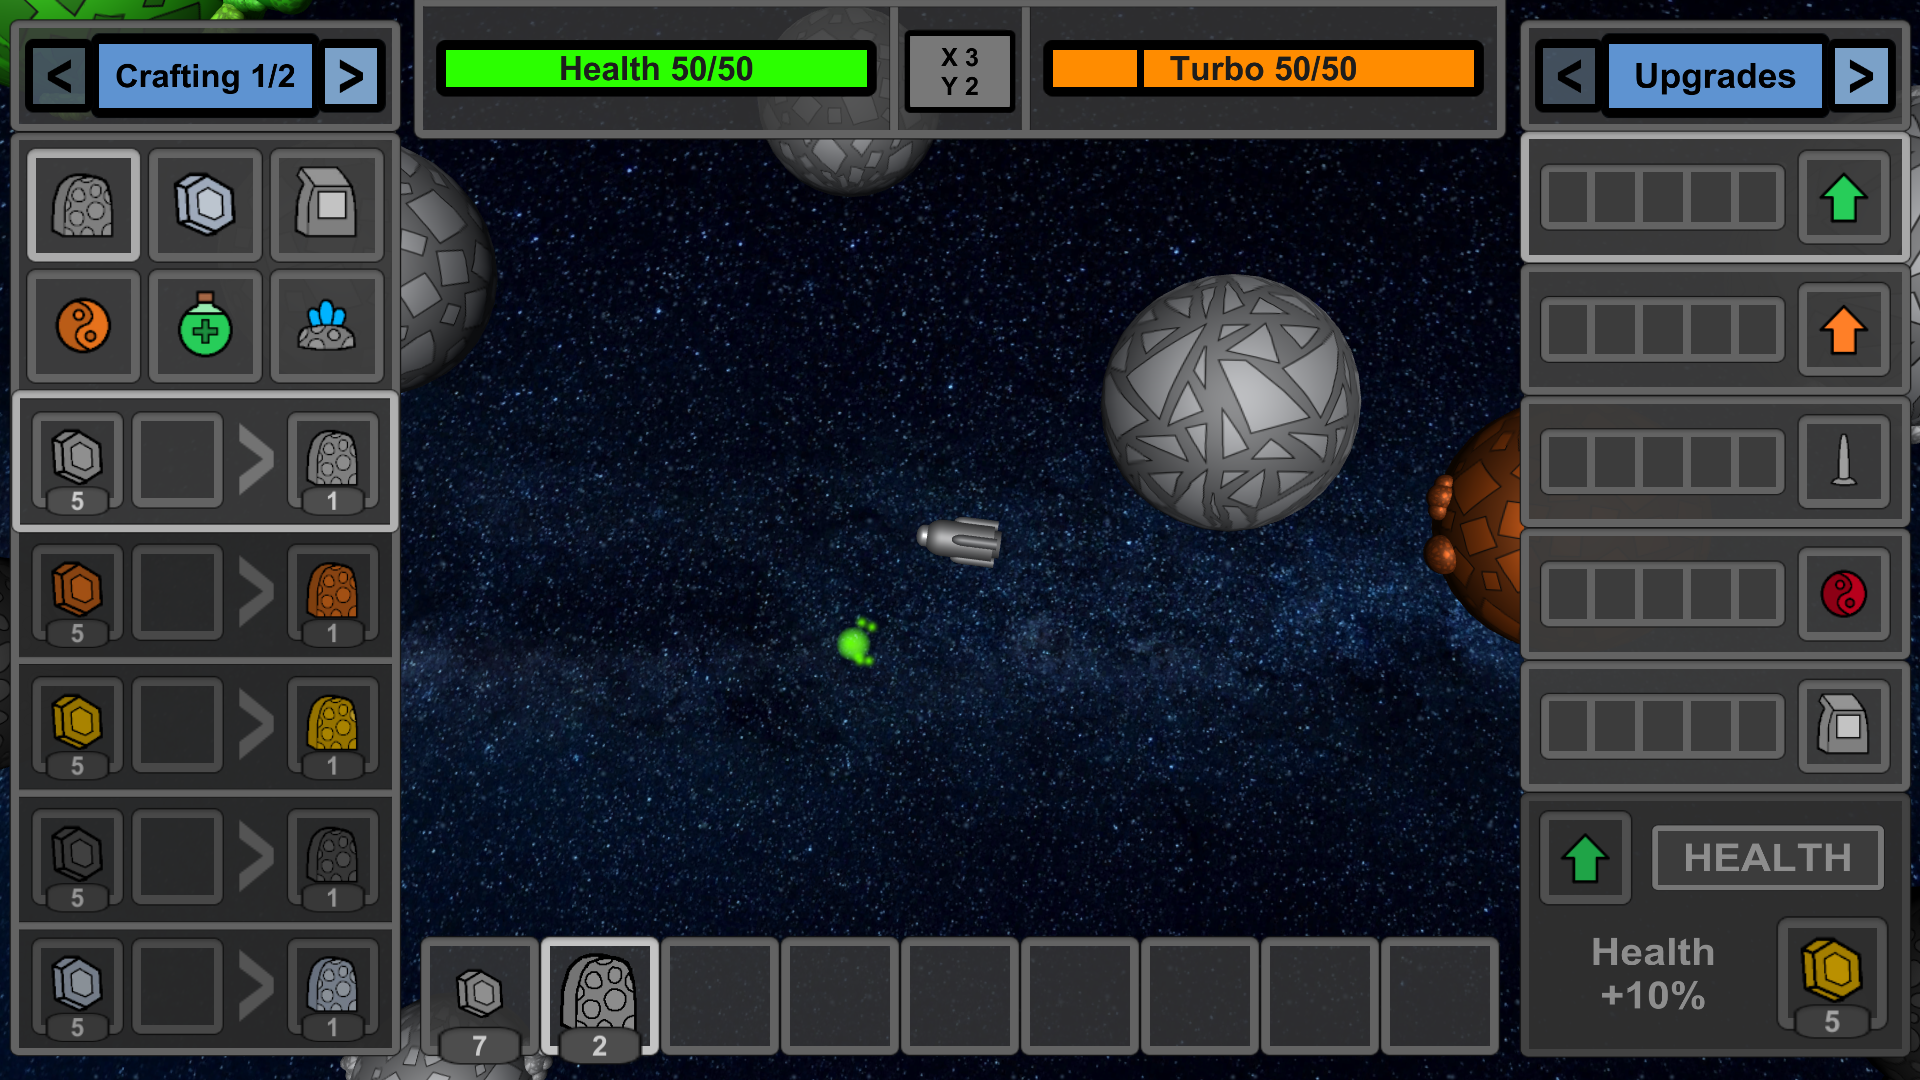 < Crafting 1/2 >
Health 50/50
X 3
Y 2
Turbo 50/50
< Upgrades >
5 1
5 1
5 1
5 1
5 1
7 2
HEALTH
Health
+10%
5